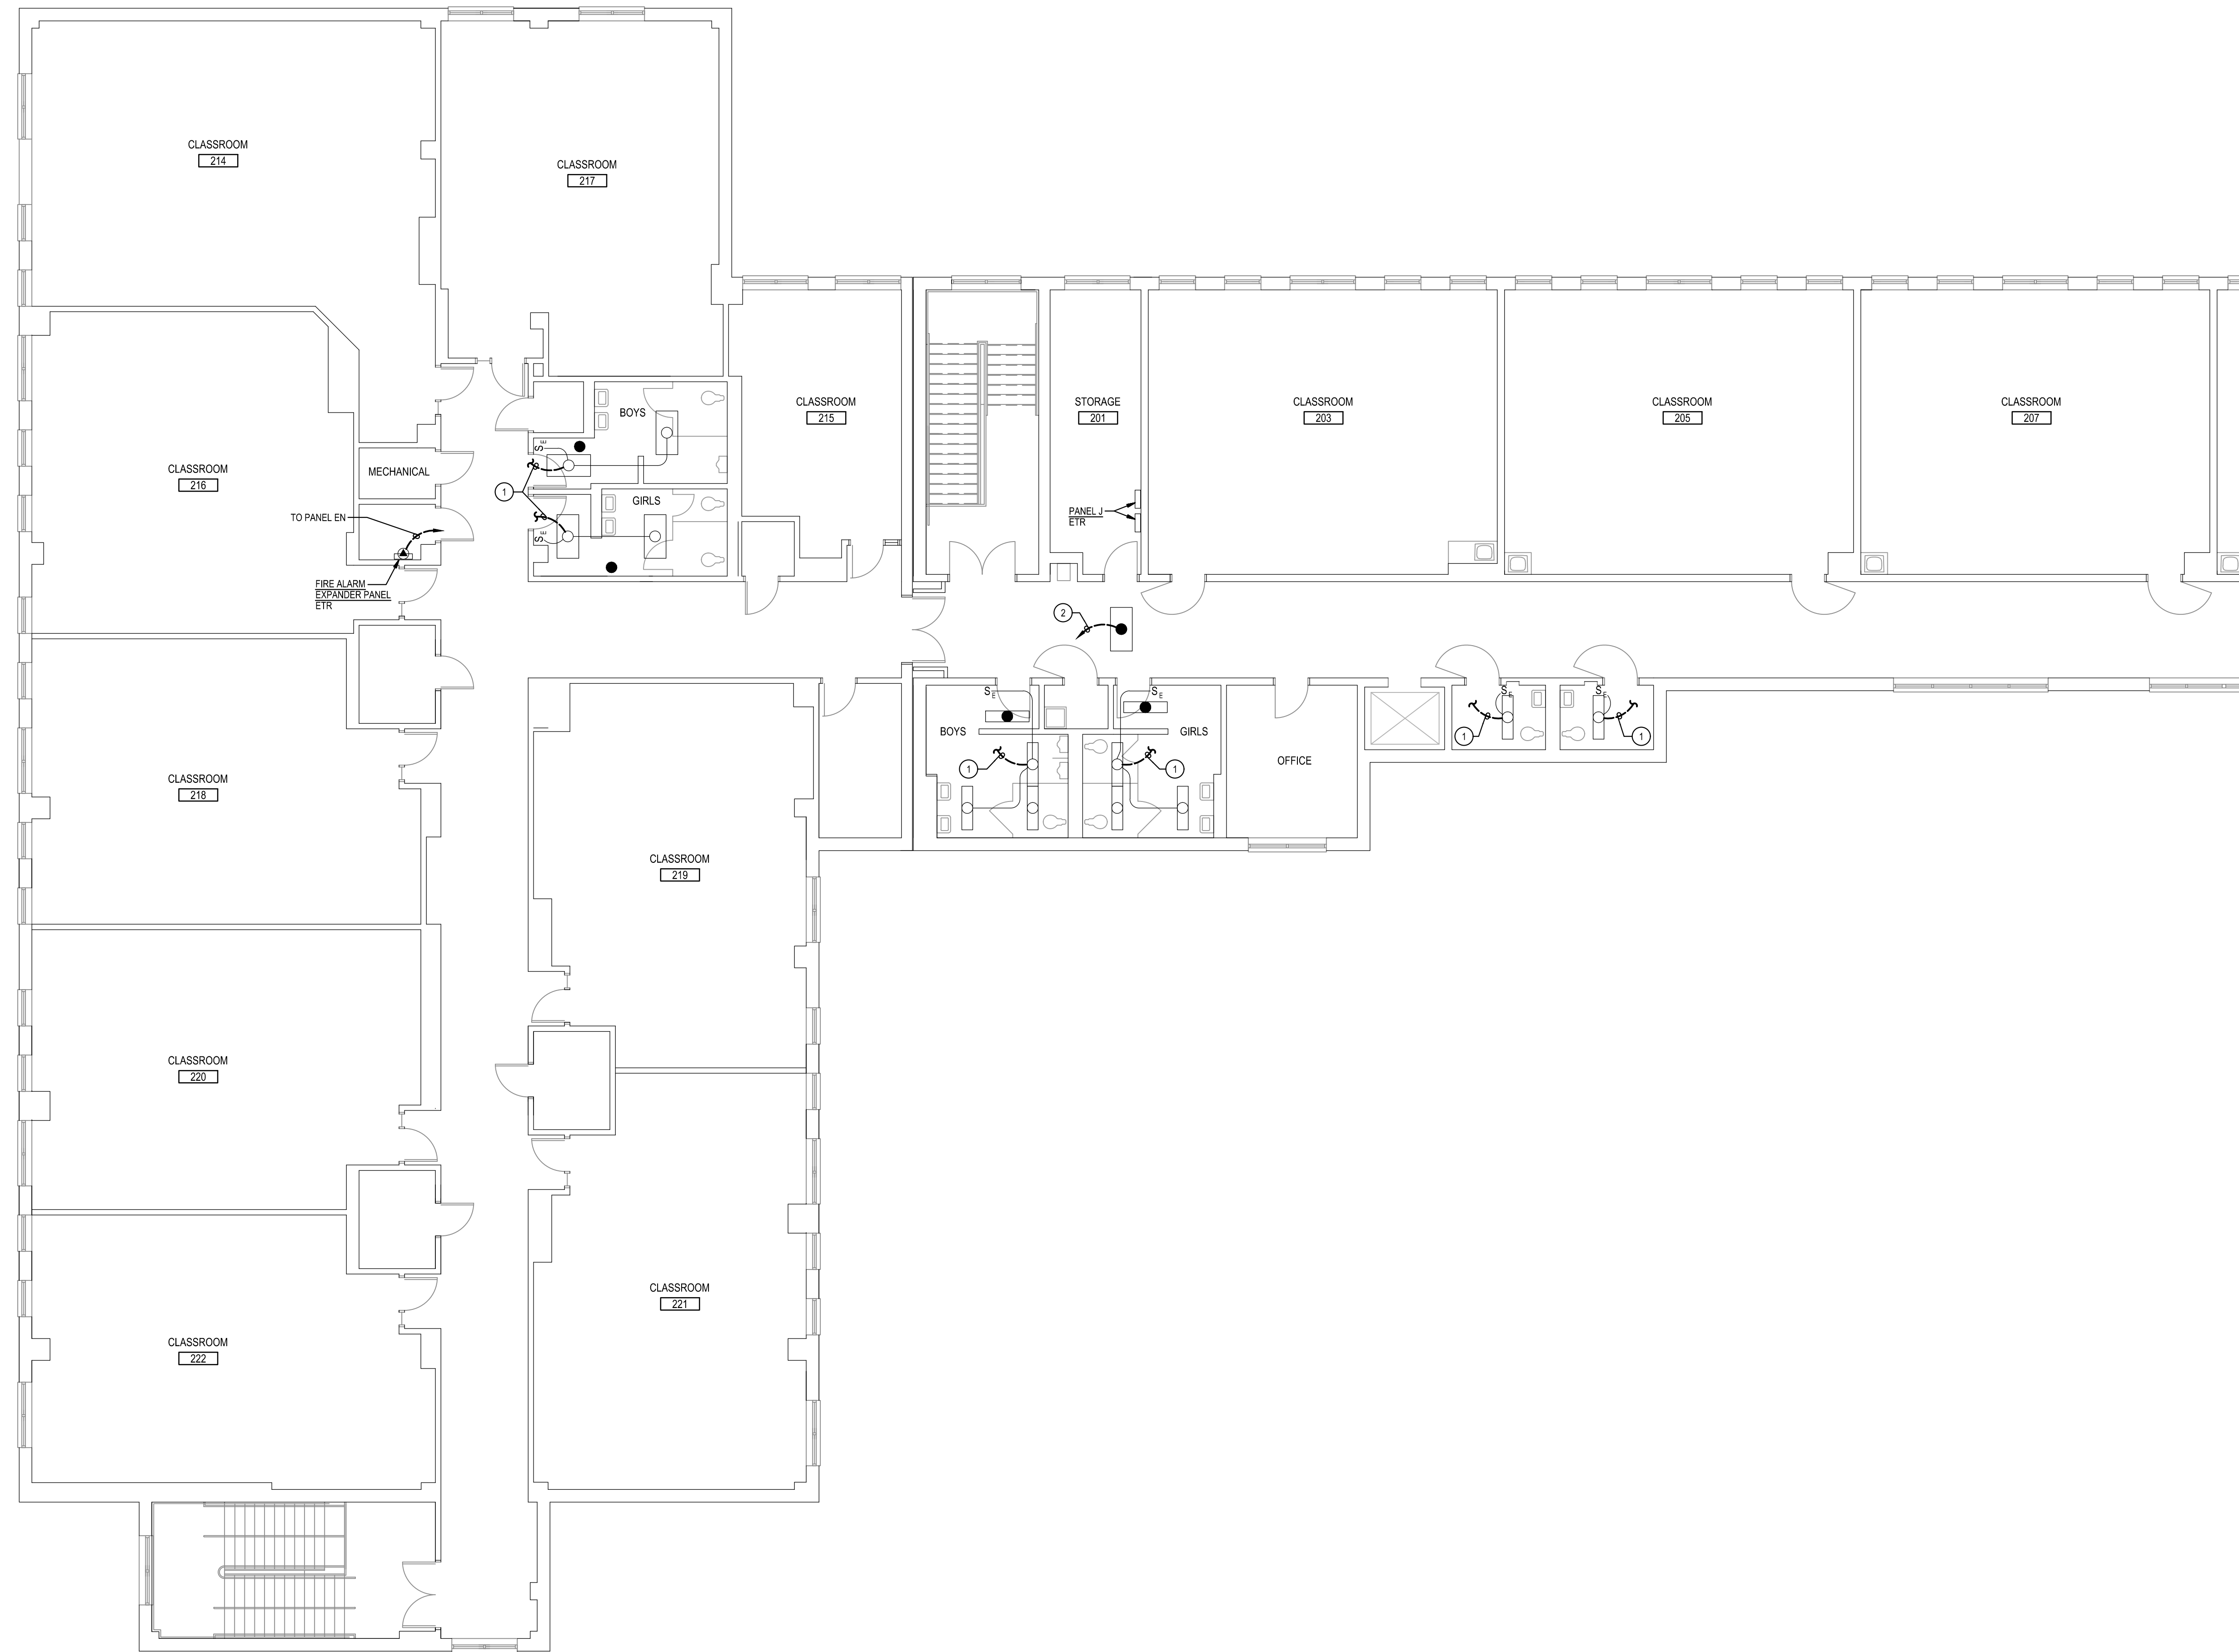 CLASSROOM
214
CLASSROOM
217
CLASSROOM
215
STORAGE
201
CLASSROOM
203
CLASSROOM
205
CLASSROOM
207
BOYS
S E
CLASSROOM
216
MECHANICAL
1
GIRLS
S E
TO PANEL EN
PANEL J
ETR
FIRE ALARM
EXPANDER PANEL
ETR
2
S E
S E
S E
S E
BOYS
GIRLS
1
1
1
1
OFFICE
CLASSROOM
218
CLASSROOM
219
CLASSROOM
220
CLASSROOM
221
CLASSROOM
222